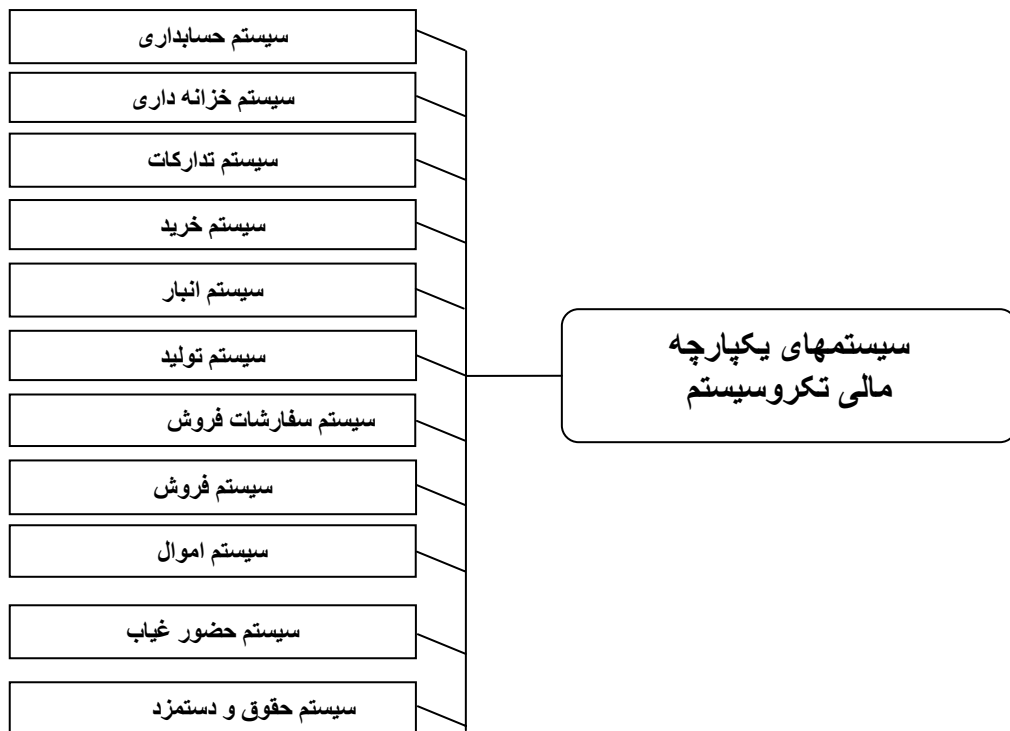 سیستم حسابداری
سیستم خزانه داری
سیستم تدارکات
سیستم خرید
سیستم انبار
سیستم تولید
سیستم سفارشات فروش
سیستم فروش
سیستم اموال
سیستم حضور غیاب
سیستم حقوق و دستمزد
سیستمهای یکپارچه
مالی تکروسیستم